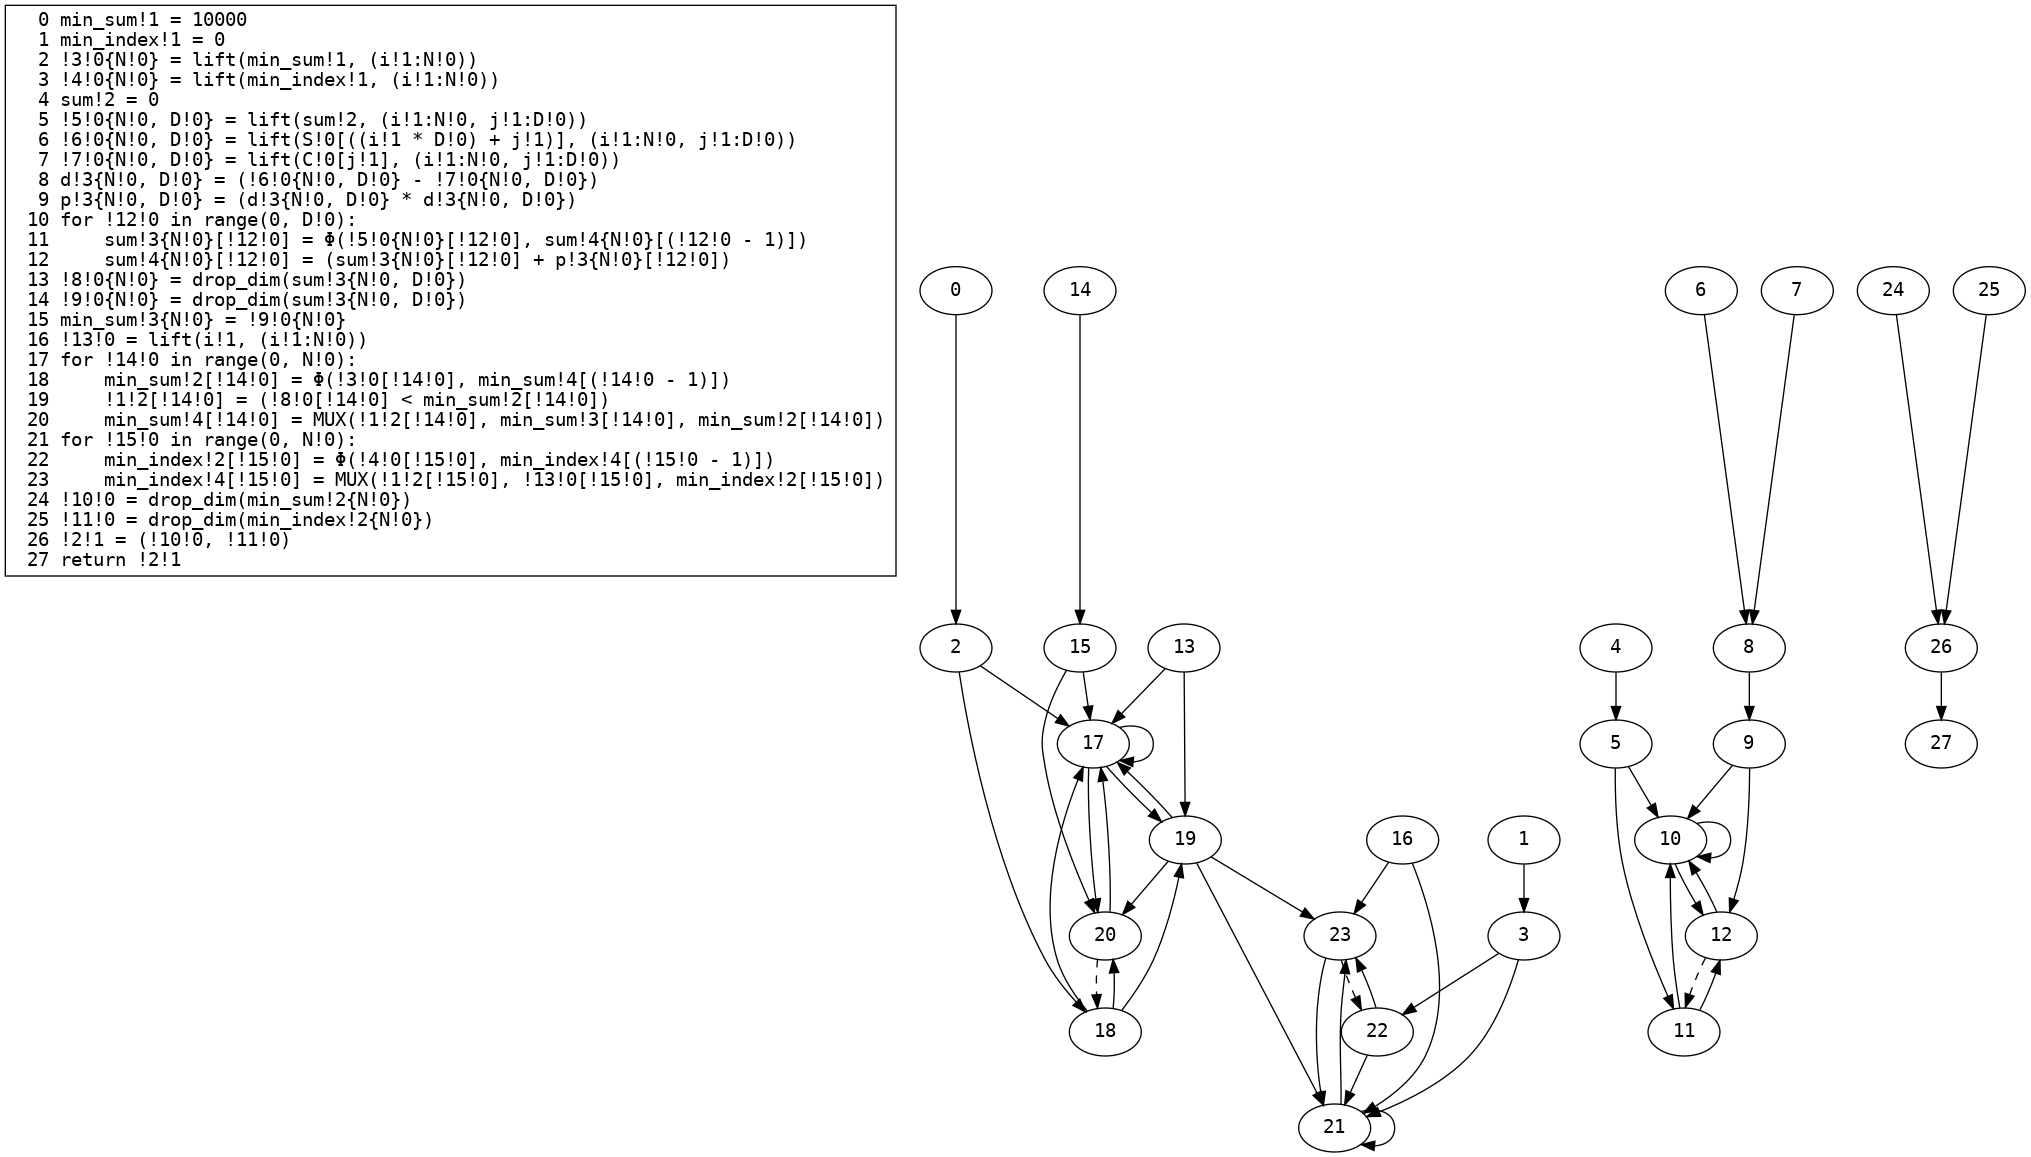 0 min_sum!1 = 10000
1 min_index!1 = 0
2 !3!0{N!0} = lift(min_sum!1, (i!1:N!0))
3 !4!0{N!0} = lift(min_index!1, (i!1:N!0))
4 sum!2 = 0
5 !5!0{N!0, D!0} = lift(sum!2, (i!1:N!0, j!1:D!0))
6 !6!0{N!0, D!0} = lift(S!0[((i!1 * D!0) + j!1)], (i!1:N!0, j!1:D!0))
7 !7!0{N!0, D!0} = lift(C!0[j!1], (i!1:N!0, j!1:D!0))
8 d!3{N!0, D!0} = (!6!0{N!0, D!0} - !7!0{N!0, D!0})
9 p!3{N!0, D!0} = (d!3{N!0, D!0} * d!3{N!0, D!0})
10 for !12!0 in range(0, D!0):
11     sum!3{N!0}[!12!0] = Φ(!5!0{N!0}[!12!0], sum!4{N!0}[(!12!0 - 1)])
12     sum!4{N!0}[!12!0] = (sum!3{N!0}[!12!0] + p!3{N!0}[!12!0])
13 !8!0{N!0} = drop_dim(sum!3{N!0, D!0})
14 !9!0{N!0} = drop_dim(sum!3{N!0, D!0})
15 min_sum!3{N!0} = !9!0{N!0}
16 !13!0 = lift(i!1, (i!1:N!0))
17 for !14!0 in range(0, N!0):
18     min_sum!2[!14!0] = Φ(!3!0[!14!0], min_sum!4[(!14!0 - 1)])
19     !1!2[!14!0] = (!8!0[!14!0] < min_sum!2[!14!0])
20     min_sum!4[!14!0] = MUX(!1!2[!14!0], min_sum!3[!14!0], min_sum!2[!14!0])
21 for !15!0 in range(0, N!0):
22     min_index!2[!15!0] = Φ(!4!0[!15!0], min_index!4[(!15!0 - 1)])
23     min_index!4[!15!0] = MUX(!1!2[!15!0], !13!0[!15!0], min_index!2[!15!0])
24 !10!0 = drop_dim(min_sum!2{N!0})
25 !11!0 = drop_dim(min_index!2{N!0})
26 !2!1 = (!10!0, !11!0)
27 return !2!1
0
14
6
7
24
25
2
15
13
4
8
26
17
5
9
27
19
16
1
10
20
23
3
12
18
22
11
21